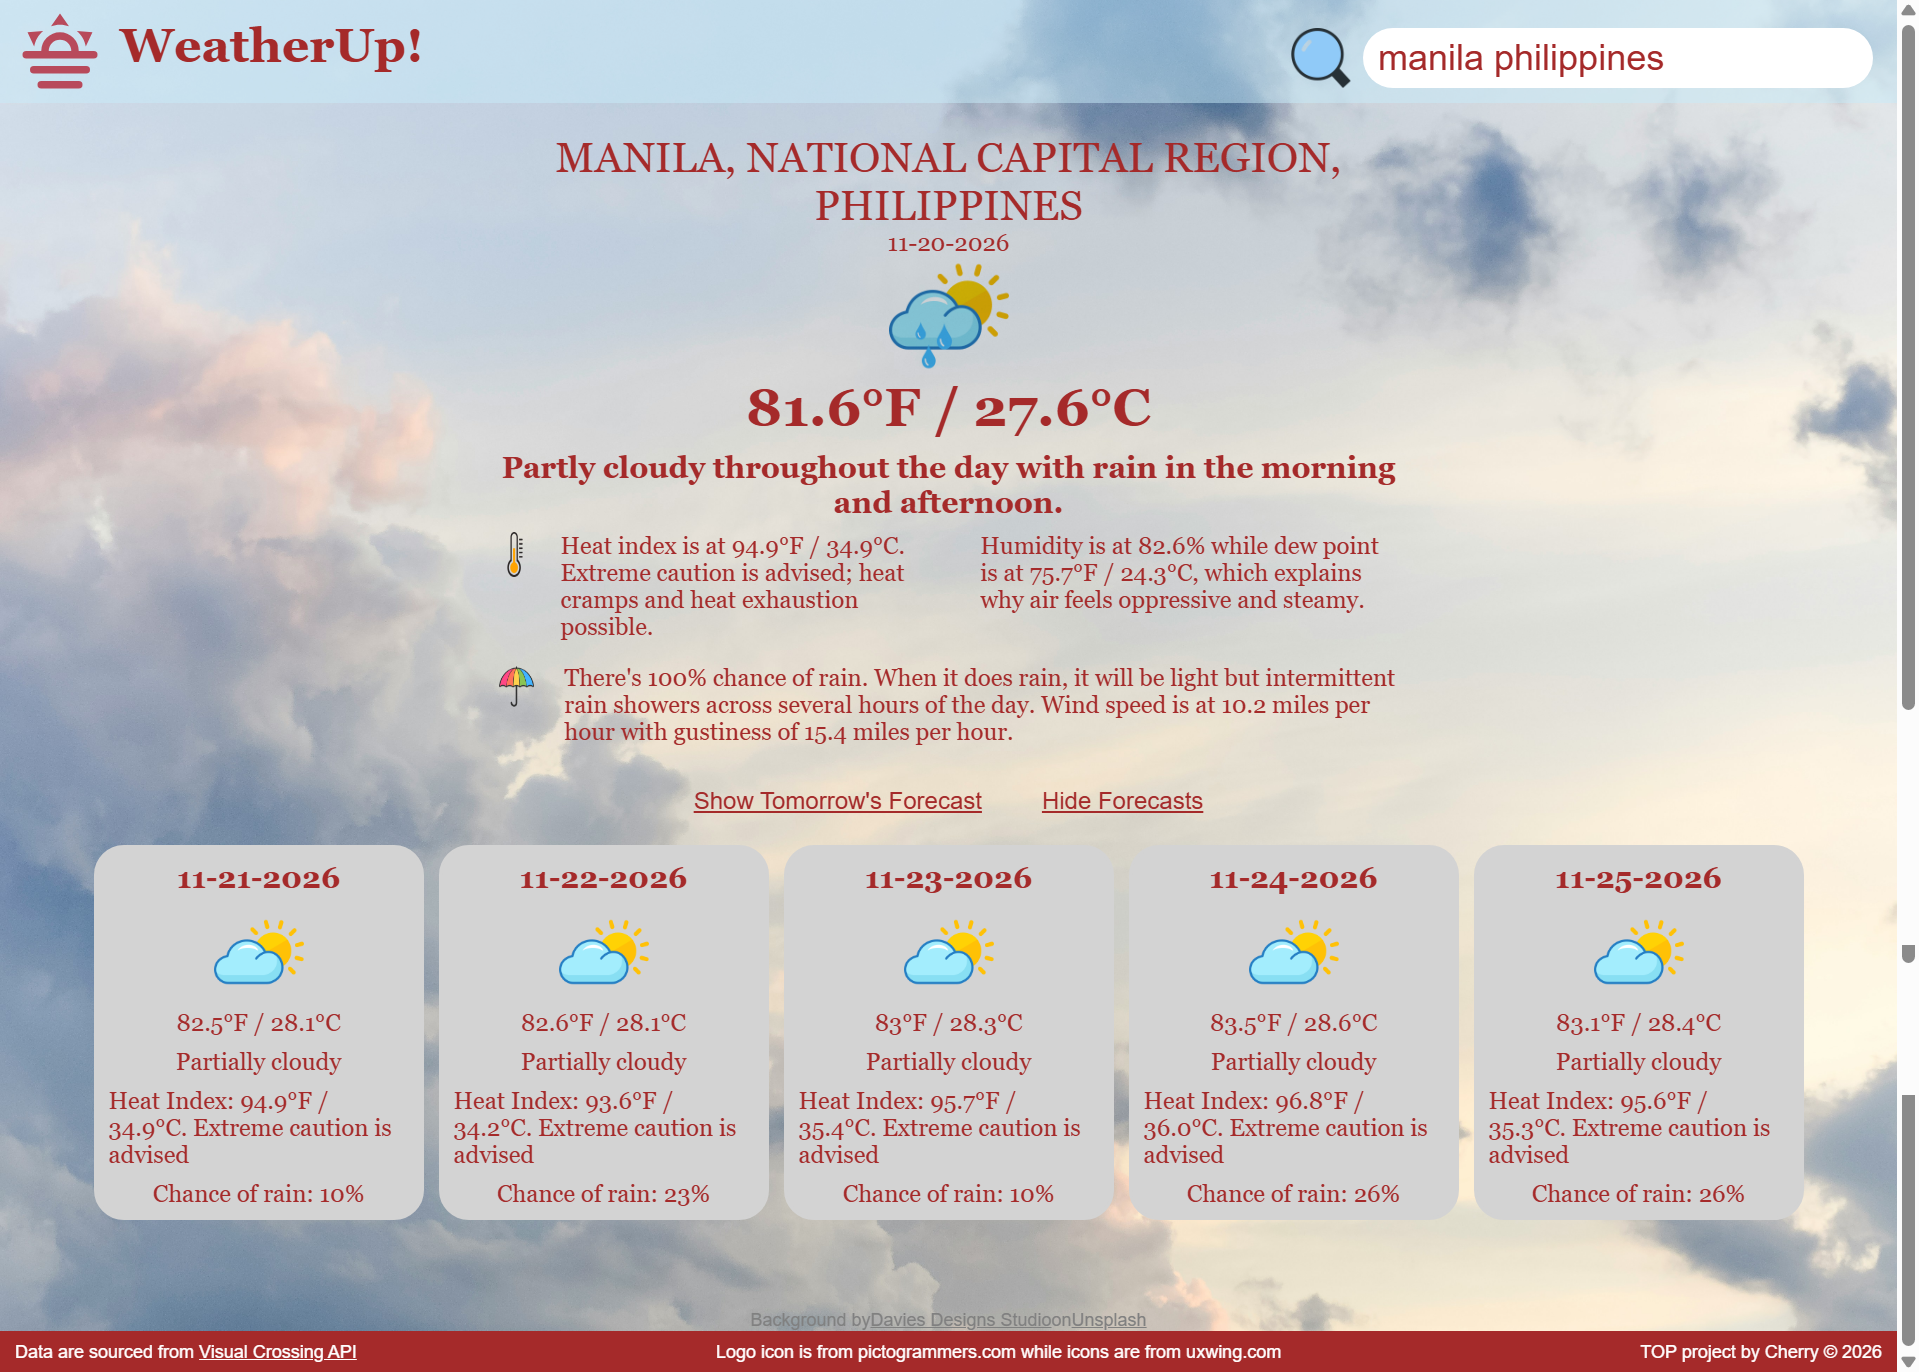 WeatherUp!
manila philippines
MANILA, NATIONAL CAPITAL REGION,
PHILIPPINES
11-20-2026
81.6°F / 27.6°C
Partly cloudy throughout the day with rain in the morning
and afternoon.
Heat index is at 94.9°F / 34.9°C.
Extreme caution is advised; heat
cramps and heat exhaustion
possible.
Humidity is at 82.6% while dew point
is at 75.7°F / 24.3°C, which explains
why air feels oppressive and steamy.
There's 100% chance of rain. When it does rain, it will be light but intermittent
rain showers across several hours of the day. Wind speed is at 10.2 miles per
hour with gustiness of 15.4 miles per hour.
Show Tomorrow's Forecast
Hide Forecasts
11-21-2026
82.5°F / 28.1°C
Partially cloudy
Heat Index: 94.9°F /
34.9°C. Extreme caution is
advised
Chance of rain: 10%
11-22-2026
82.6°F / 28.1°C
Partially cloudy
Heat Index: 93.6°F /
34.2°C. Extreme caution is
advised
Chance of rain: 23%
11-23-2026
83°F / 28.3°C
Partially cloudy
Heat Index: 95.7°F /
35.4°C. Extreme caution is
advised
Chance of rain: 10%
11-24-2026
83.5°F / 28.6°C
Partially cloudy
Heat Index: 96.8°F /
36.0°C. Extreme caution is
advised
Chance of rain: 26%
11-25-2026
83.1°F / 28.4°C
Partially cloudy
Heat Index: 95.6°F /
35.3°C. Extreme caution is
advised
Chance of rain: 26%
Background byDavies Designs StudioonUnsplash
Data are sourced from Visual Crossing API
Logo icon is from pictogrammers.com while icons are from uxwing.com
TOP project by Cherry © 2026